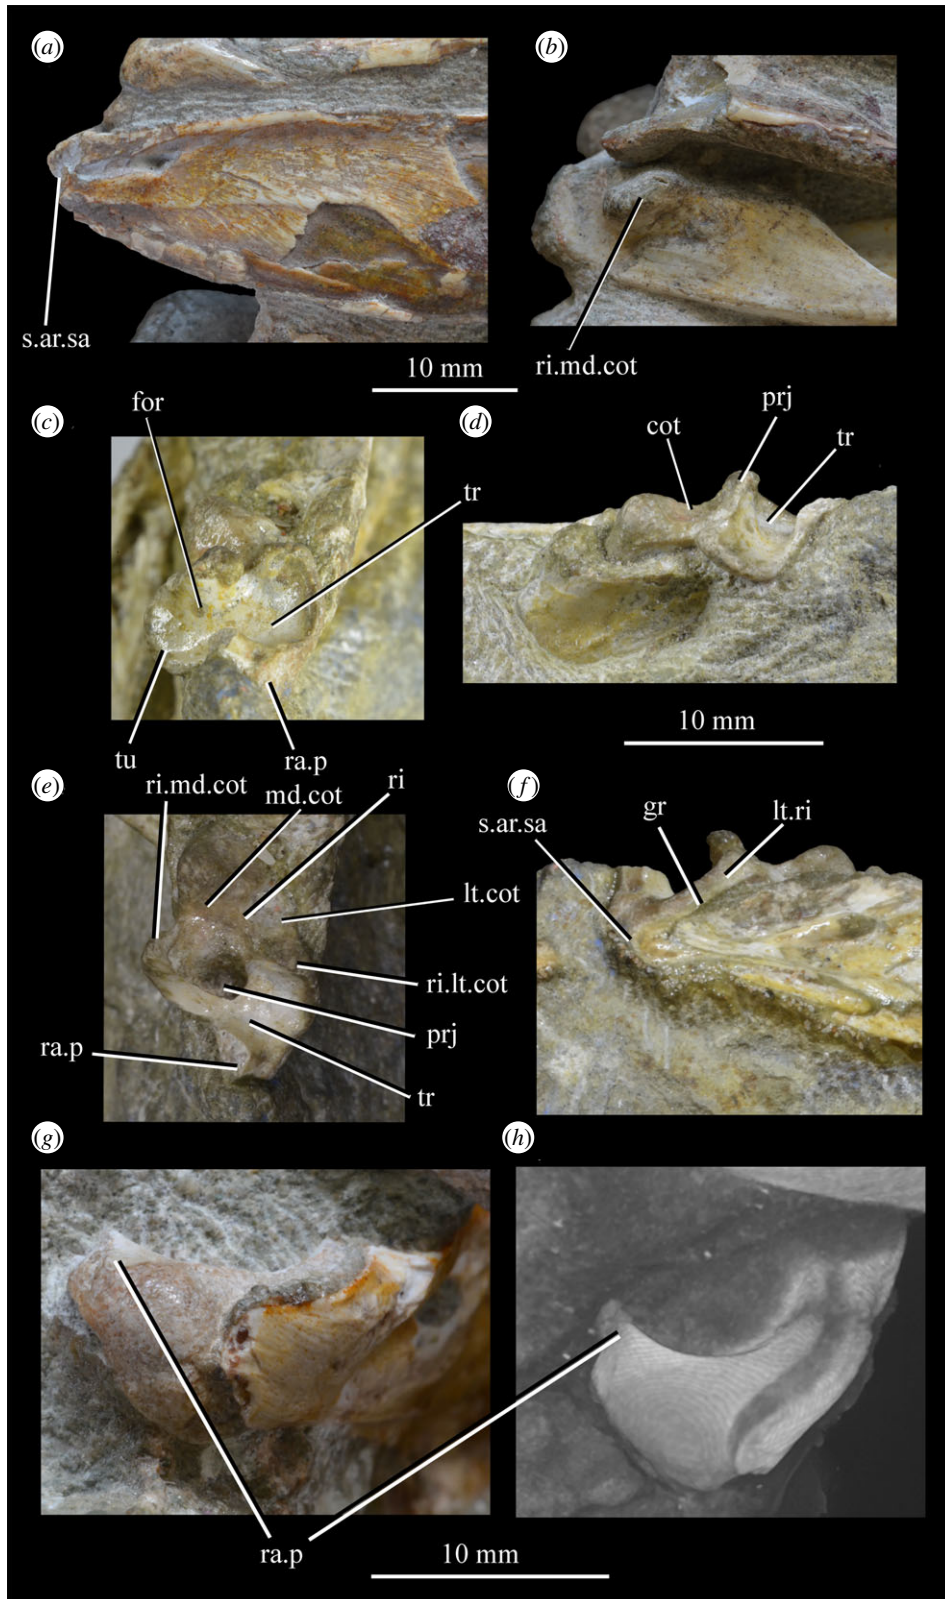 (a)
(b)
s.ar.sa
ri.md.cot
10 mm
(c)
for
tr
tu
ra.p
(d)
cot
prj
tr
10 mm
(e)
ri.md.cot
md.cot
ri
lt.cot
ri.lt.cot
prj
tr
ra.p
(f)
s.ar.sa
gr
lt.ri
(g)
(h)
ra.p
10 mm